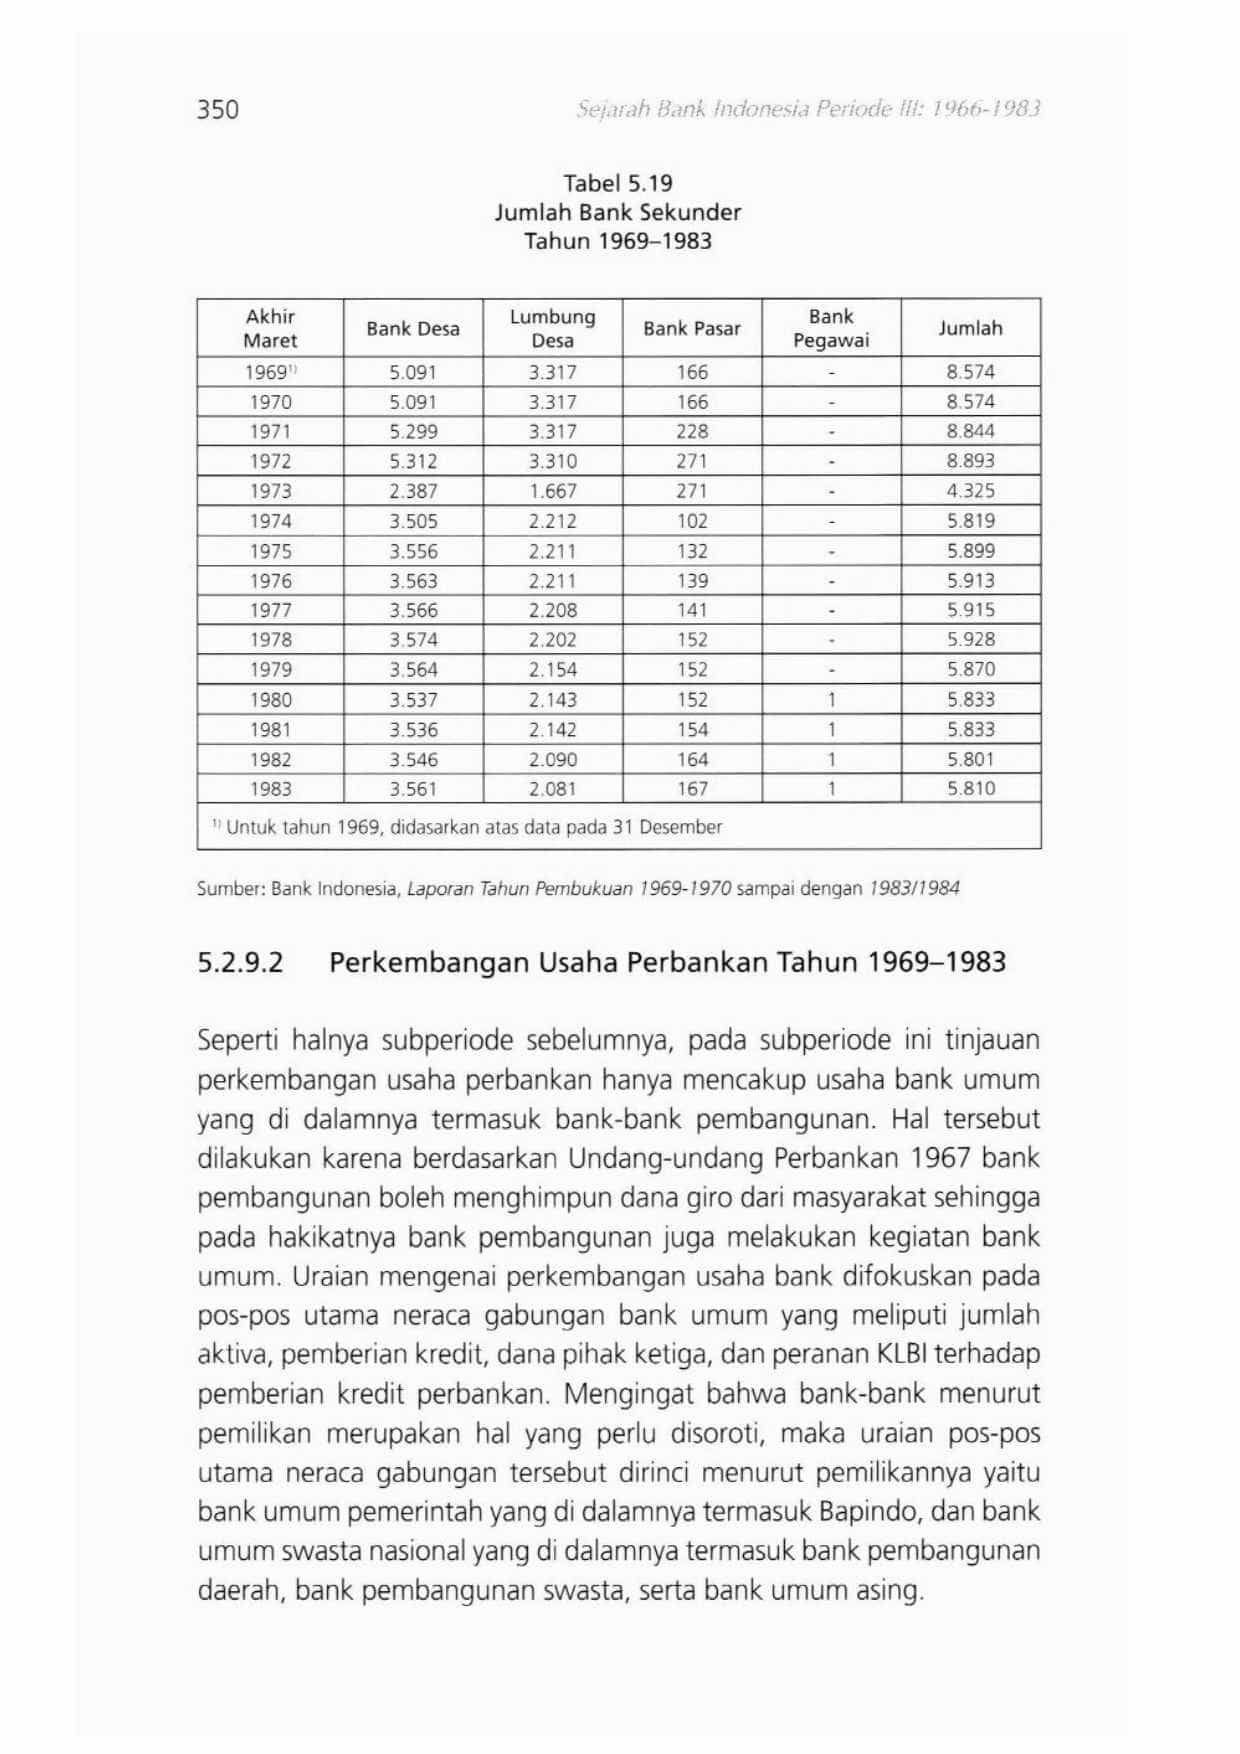 350
Sejarah Bank Indonesia Periode III: 1966-1983
Tabel 5.19
Jumlah Bank Sekunder
Tahun 1969–1983
Akhir Maret Bank Desa Lumbung Desa Bank Pasar Bank Pegawai Jumlah
1969¹⁾ 5.091 3.317 166 - 8.574
1970 5.091 3.317 166 - 8.574
1971 5.299 3.317 228 - 8.844
1972 5.312 3.310 271 - 8.893
1973 2.387 1.667 271 - 4.325
1974 3.505 2.212 102 - 5.819
1975 3.556 2.211 132 - 5.899
1976 3.563 2.211 139 - 5.913
1977 3.566 2.208 141 - 5.915
1978 3.574 2.202 152 - 5.928
1979 3.564 2.154 152 - 5.870
1980 3.537 2.143 152 1 5.833
1981 3.536 2.142 154 1 5.833
1982 3.546 2.090 164 1 5.801
1983 3.561 2.081 167 1 5.810
¹⁾ Untuk tahun 1969, didasarkan atas data pada 31 Desember
Sumber: Bank Indonesia, Laporan Tahun Pembukuan 1969-1970 sampai dengan 1983/1984
5.2.9.2 Perkembangan Usaha Perbankan Tahun 1969–1983
Seperti halnya subperiode sebelumnya, pada subperiode ini tinjauan
perkembangan usaha perbankan hanya mencakup usaha bank umum
yang di dalamnya termasuk bank-bank pembangunan. Hal tersebut
dilakukan karena berdasarkan Undang-undang Perbankan 1967 bank
pembangunan boleh menghimpun dana giro dari masyarakat sehingga
pada hakikatnya bank pembangunan juga melakukan kegiatan bank
umum. Uraian mengenai perkembangan usaha bank difokuskan pada
pos-pos utama neraca gabungan bank umum yang meliputi jumlah
aktiva, pemberian kredit, dana pihak ketiga, dan peranan KLBI terhadap
pemberian kredit perbankan. Mengingat bahwa bank-bank menurut
pemilikan merupakan hal yang perlu disoroti, maka uraian pos-pos
utama neraca gabungan tersebut dirinci menurut pemilikannya yaitu
bank umum pemerintah yang di dalamnya termasuk Bapindo, dan bank
umum swasta nasional yang di dalamnya termasuk bank pembangunan
daerah, bank pembangunan swasta, serta bank umum asing.